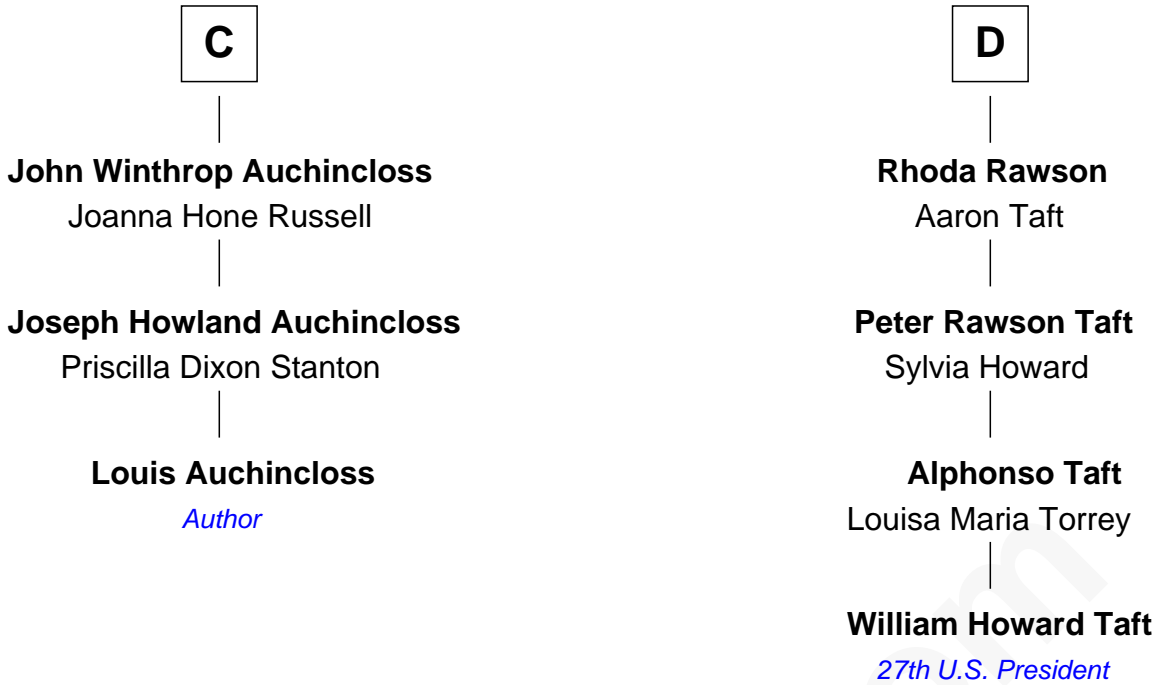 C
John Winthrop Auchincloss
Joanna Hone Russell
Joseph Howland Auchincloss
Priscilla Dixon Stanton
Louis Auchincloss
Author
D
Rhoda Rawson
Aaron Taft
Peter Rawson Taft
Sylvia Howard
Alphonso Taft
Louisa Maria Torrey
William Howard Taft
27th U.S. President